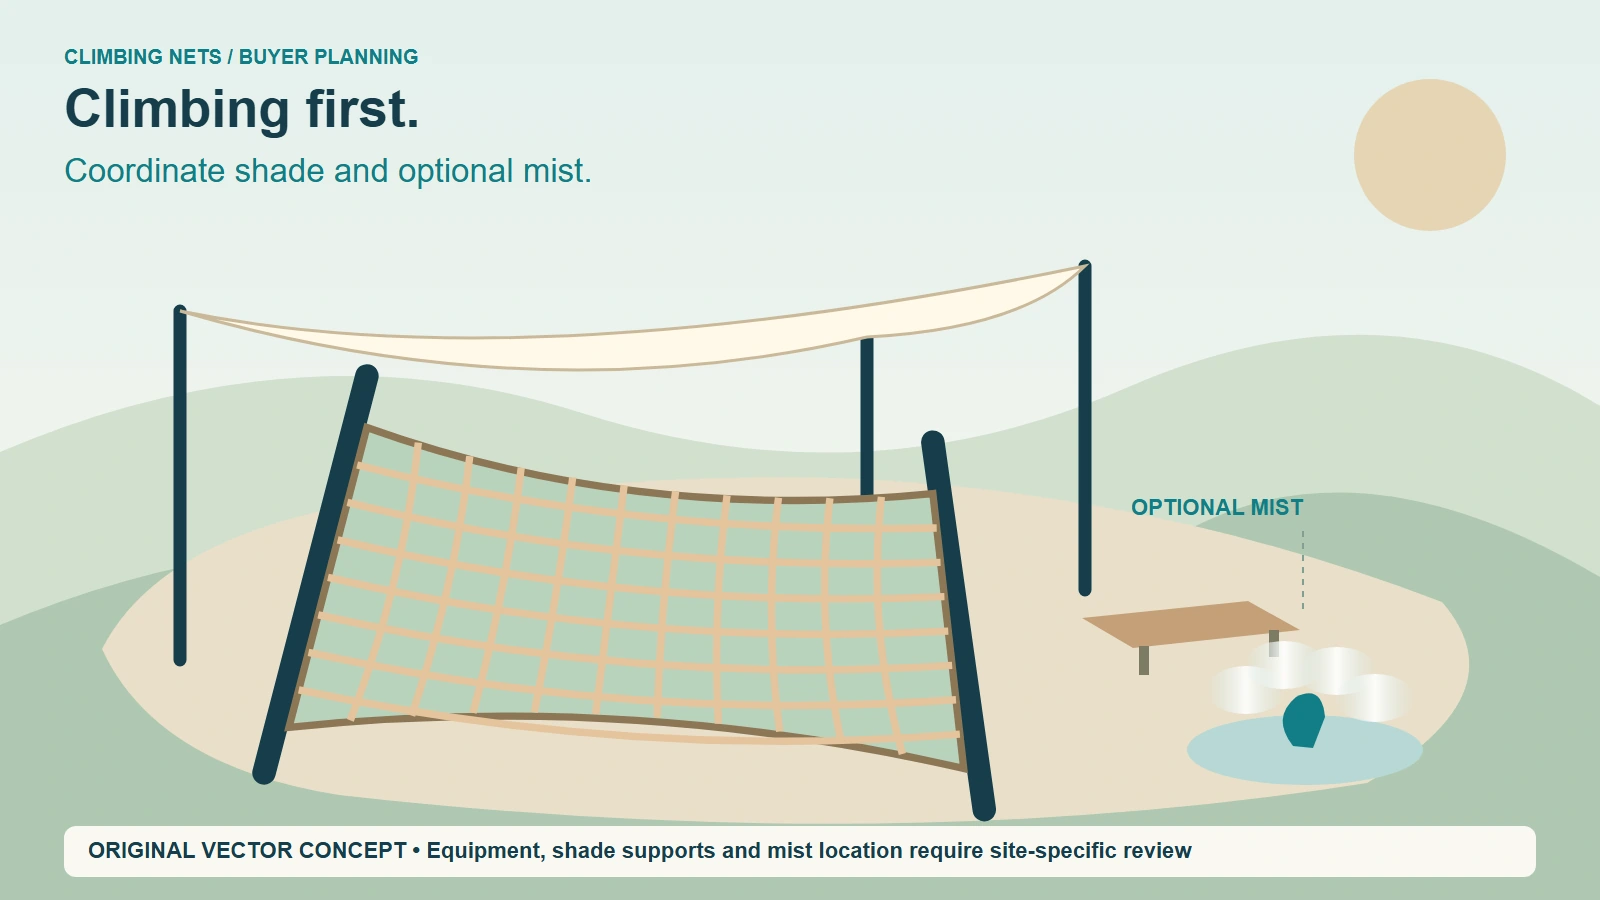 CLIMBING NETS / BUYER PLANNING
Climbing first.
Coordinate shade and optional mist.
OPTIONAL MIST
ORIGINAL VECTOR CONCEPT • Equipment, shade supports and mist location require site-specific review